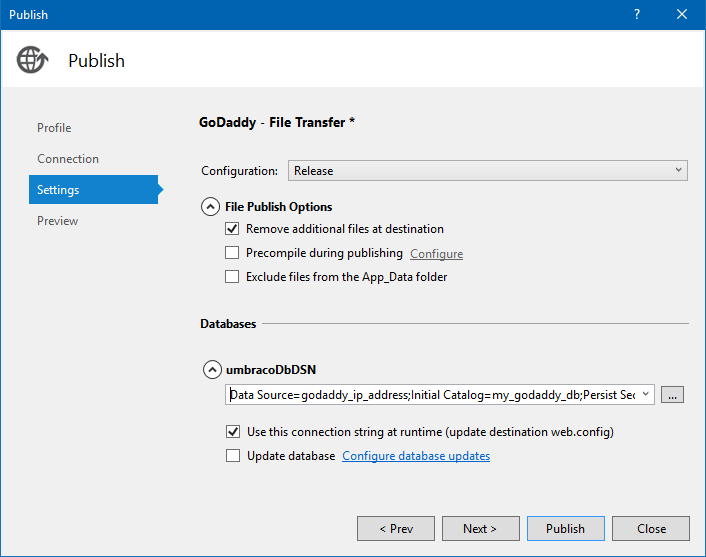 Publish
?
Publish
Profile
Connection
Settings
Preview
GoDaddy - File Transfer *
Configuration: Release
File Publish Options
Remove additional files at destination
Precompile during publishing Configure
Exclude files from the App_Data folder
Databases
umbracoDbDSN
Data Source=godaddy_ip_address;Initial Catalog=my_godaddy_db;Persist Sec
...
Use this connection string at runtime (update destination web.config)
Update database Configure database updates
< Prev Next > Publish Close